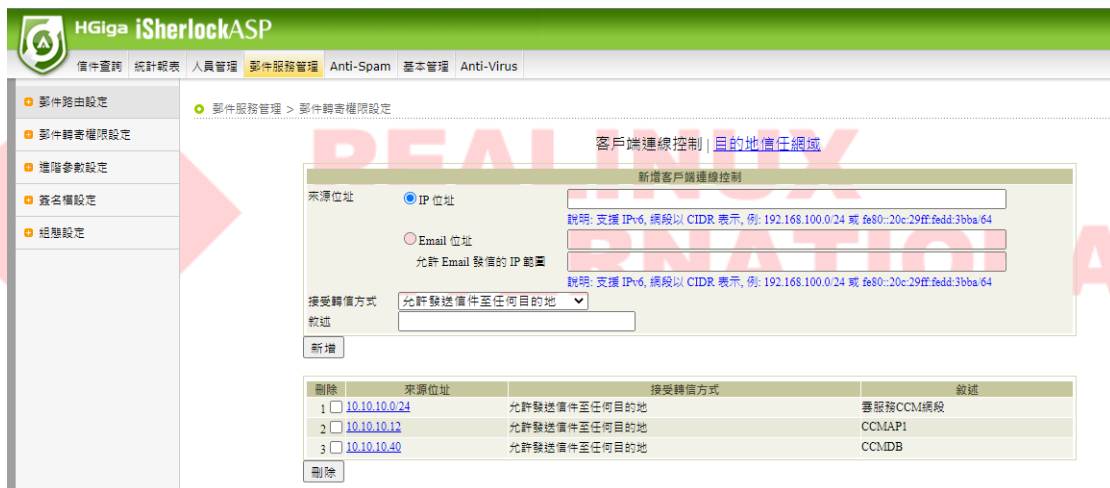 HGiga iSherlockASP
信件查詢 統計報表 人員管理 郵件服務管理 Anti-Spam 基本管理 Anti-Virus
郵件路由設定
郵件轉寄權限設定
進階參數設定
簽名檔設定
組態設定
郵件服務管理 > 郵件轉寄權限設定
客戶端連線控制 | 目的地信任網域
新增客戶端連線控制
來源位址 IP 位址
說明: 支援 IPv6, 網段以 CIDR 表示, 例: 192.168.100.0/24 或 fe80::20c:29ff:fedd:3bba/64
Email 位址
允許 Email 發信的 IP 範圍
說明: 支援 IPv6, 網段以 CIDR 表示, 例: 192.168.100.0/24 或 fe80::20c:29ff:fedd:3bba/64
接受轉信方式 允許發送信件至任何目的地
敘述
新增
刪除 來源位址 接受轉信方式 敘述
1 10.10.10.0/24 允許發送信件至任何目的地 雲服務CCM網段
2 10.10.10.12 允許發送信件至任何目的地 CCMAP1
3 10.10.10.40 允許發送信件至任何目的地 CCMDB
刪除